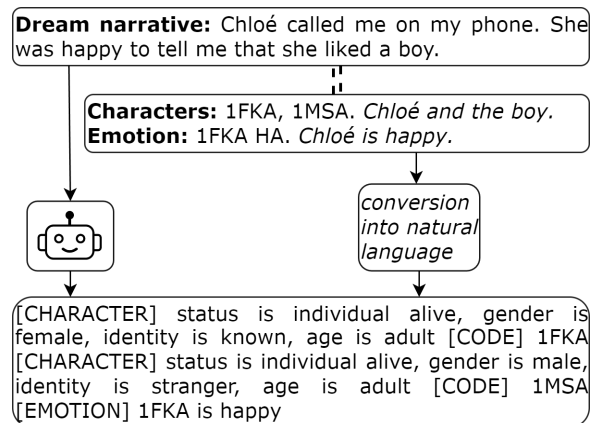 Dream narrative: Chloé called me on my phone. She
was happy to tell me that she liked a boy.
Characters: 1FKA, 1MSA. Chloé and the boy.
Emotion: 1FKA HA. Chloé is happy.
conversion
into natural
language
[CHARACTER] status is individual alive, gender is
female, identity is known, age is adult [CODE] 1FKA
[CHARACTER] status is individual alive, gender is male,
identity is stranger, age is adult [CODE] 1MSA
[EMOTION] 1FKA is happy